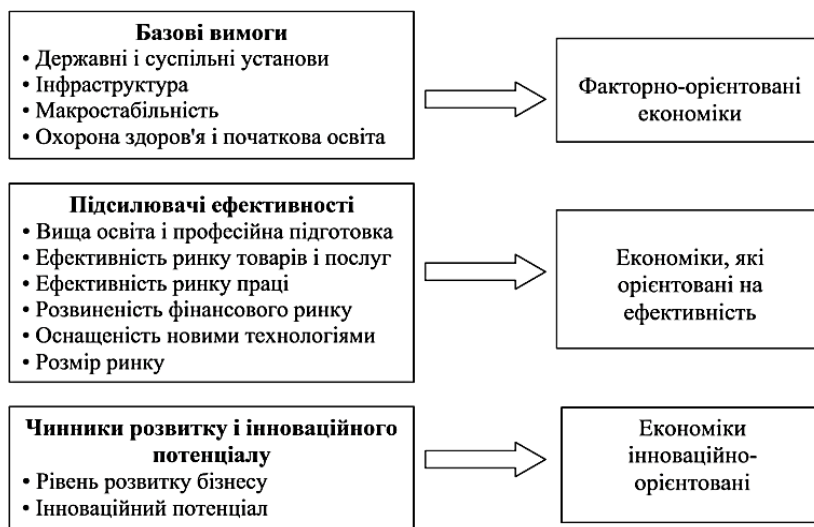 Базові вимоги
• Державні і суспільні установи
• Інфраструктура
• Макростабільність
• Охорона здоров'я і початкова освіта
Факторно-орієнтовані
економіки
Підсилювачі ефективності
• Вища освіта і професійна підготовка
• Ефективність ринку товарів і послуг
• Ефективність ринку праці
• Розвиненість фінансового ринку
• Оснащеність новими технологіями
• Розмір ринку
Економіки, які
орієнтовані на
ефективність
Чинники розвитку і інноваційного
потенціалу
• Рівень розвитку бізнесу
• Інноваційний потенціал
Економіки
інноваційно-
орієнтовані